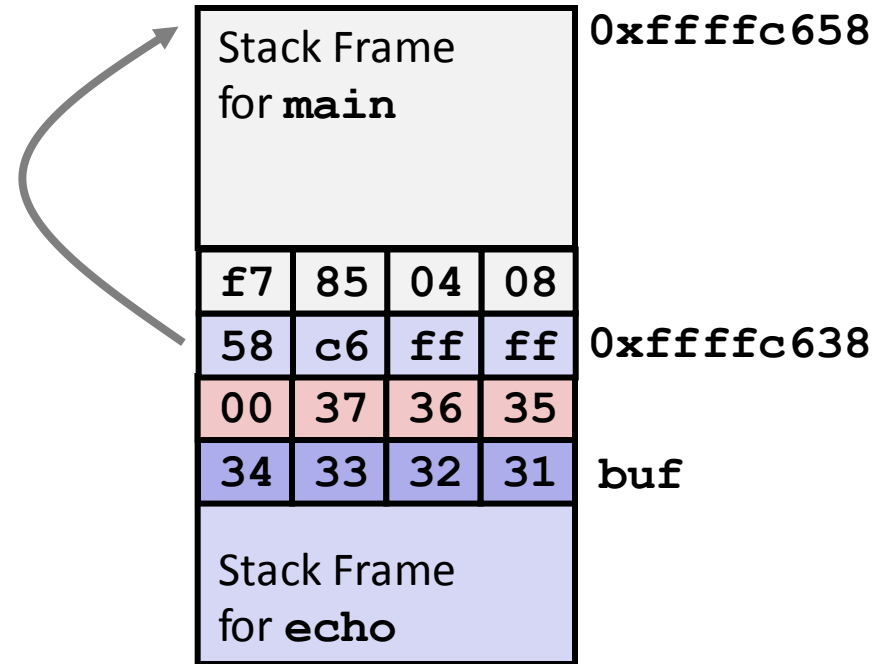 Stack Frame 0xffffc658
for main
f7 85 04 08
58 c6 ff ff 0xffffc638
00 37 36 35
34 33 32 31 buf
Stack Frame
for echo